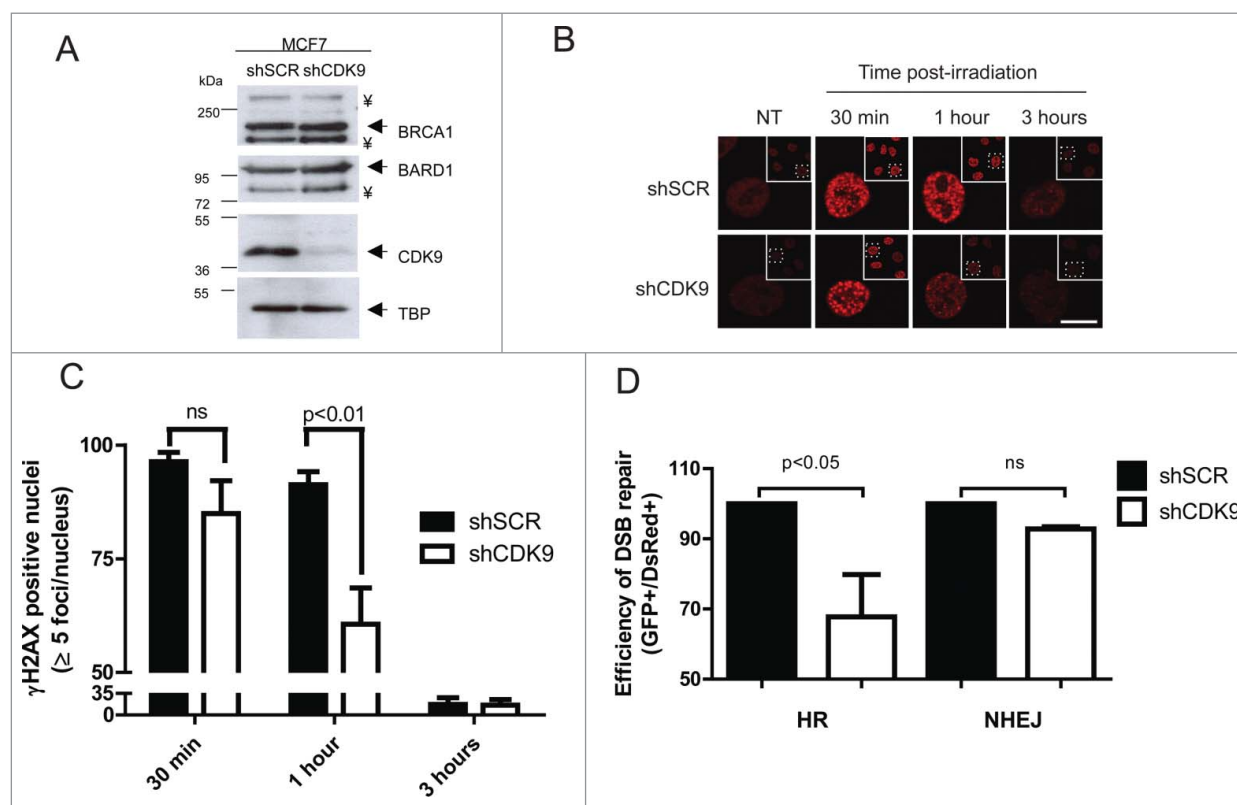 A
MCF7
shSCR shCDK9
kDa
250
¥
BRCA1
¥
BARD1
95
¥
72
55
CDK9
36
55
TBP
B
Time post-irradiation
NT 30 min 1 hour 3 hours
shSCR
shCDK9
C
γH2AX positive nuclei
(≥ 5 foci/nucleus)
100
75
50
35
0
ns
p<0.01
shSCR
shCDK9
30 min
1 hour
3 hours
D
Efficiency of DSB repair
(GFP+/DsRed+)
110
90
70
50
p<0.05
ns
shSCR
shCDK9
HR NHEJ